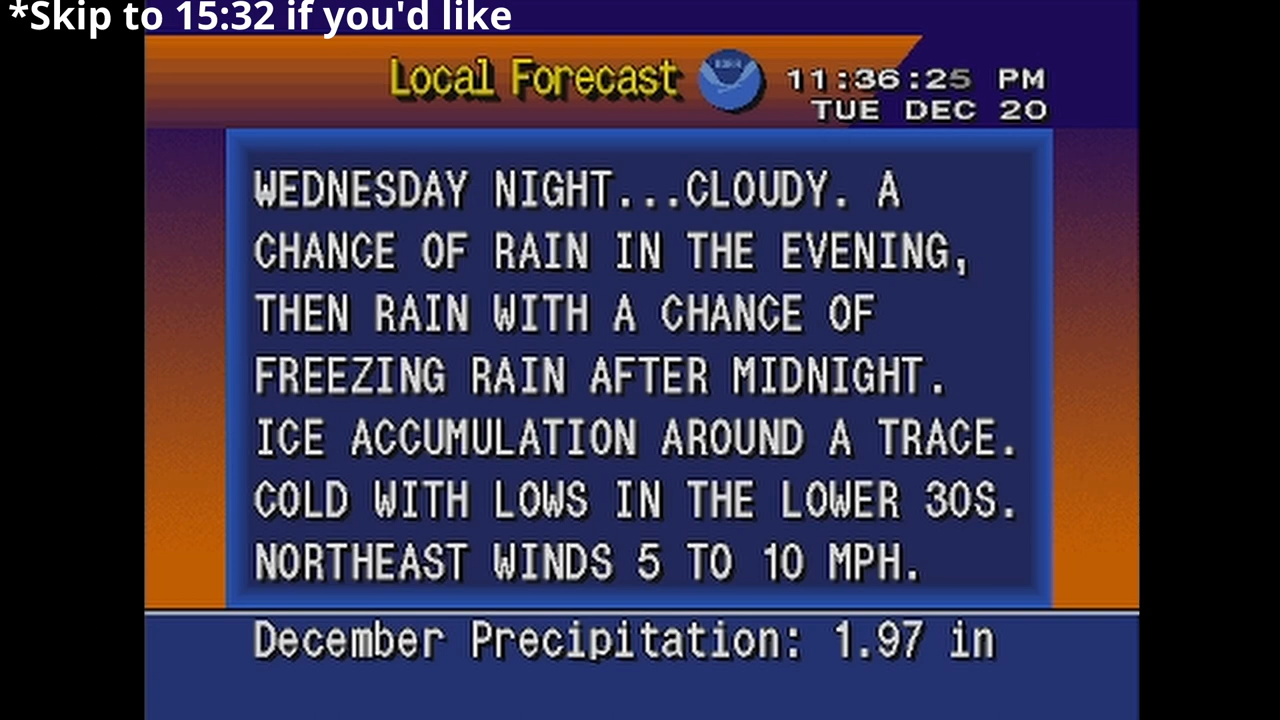 *Skip to 15:32 if you'd like
Local Forecast
NOAA
11:36:25 PM
TUE DEC 20
WEDNESDAY NIGHT...CLOUDY. A
CHANCE OF RAIN IN THE EVENING,
THEN RAIN WITH A CHANCE OF
FREEZING RAIN AFTER MIDNIGHT.
ICE ACCUMULATION AROUND A TRACE.
COLD WITH LOWS IN THE LOWER 30S.
NORTHEAST WINDS 5 TO 10 MPH.
December Precipitation: 1.97 in